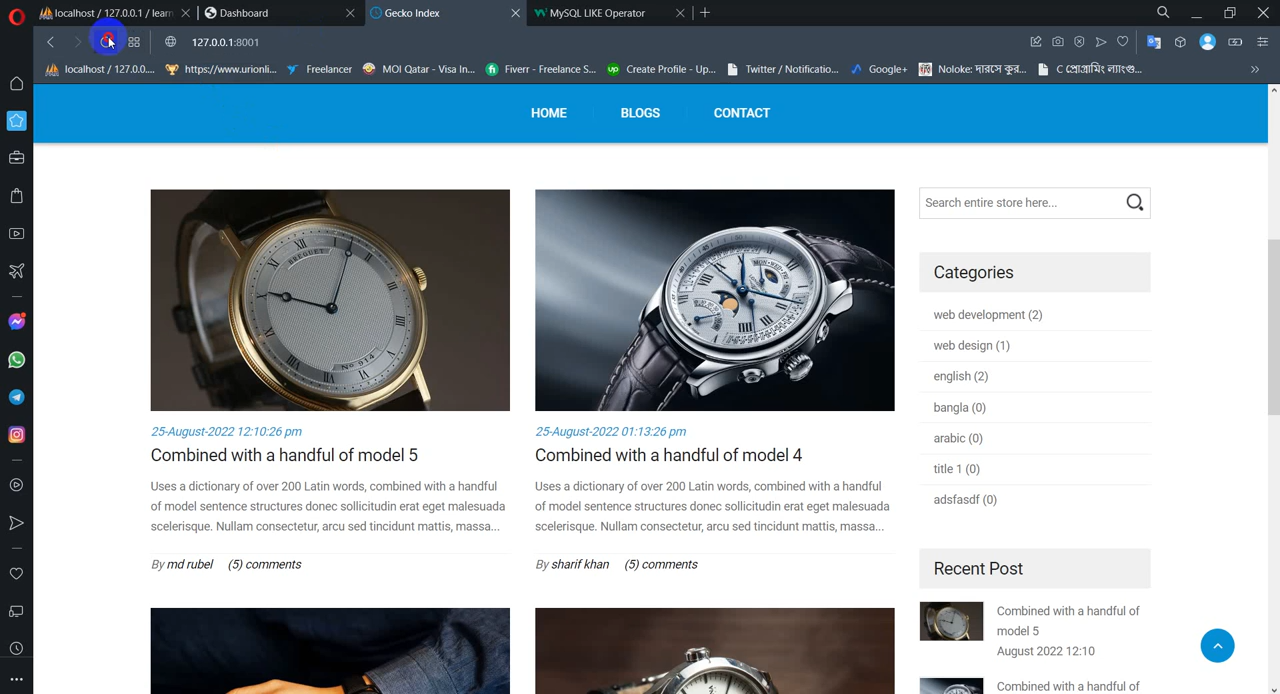 localhost / 127.0.0.1 / learn
Dashboard
Gecko Index
MySQL LIKE Operator
127.0.0.1:8001
localhost / 127.0.0....
https://www.urionli...
Freelancer
MOI Qatar - Visa In...
Fiverr - Freelance S...
Create Profile - Up...
Twitter / Notificatio...
Google+
Noloke: দারসে কুর...
C প্রোগ্রামিং ল্যাংগু...
HOME
BLOGS
CONTACT
BREGUET
No 914
25-August-2022 12:10:26 pm
Combined with a handful of model 5
Uses a dictionary of over 200 Latin words, combined with a handful
of model sentence structures donec sollicitudin erat eget malesuada
scelerisque. Nullam consectetur, arcu sed tincidunt mattis, massa...
By md rubel (5) comments
25-August-2022 01:13:26 pm
Combined with a handful of model 4
Uses a dictionary of over 200 Latin words, combined with a handful
of model sentence structures donec sollicitudin erat eget malesuada
scelerisque. Nullam consectetur, arcu sed tincidunt mattis, massa...
By sharif khan (5) comments
Search entire store here...
Categories
web development (2)
web design (1)
english (2)
bangla (0)
arabic (0)
title 1 (0)
adsfasdf (0)
Recent Post
Combined with a handful of
model 5
August 2022 12:10
Combined with a handful of